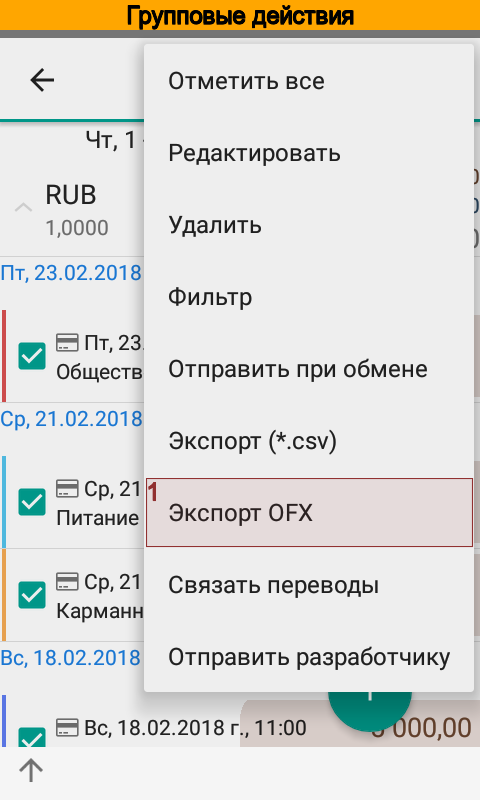 Групповые действия
Отметить все
Чт, 1
Редактировать
RUB
1,0000
Удалить
Пт, 23.02.2018
Фильтр
Пт, 23.
Обществ
Отправить при обмене
Ср, 21.02.2018
Экспорт (*.csv)
Ср, 21
1
Экспорт OFX
Питание
Ср, 21
Связать переводы
Карманн
Вс, 18.02.2018
Отправить разработчику
Вс, 18.02.2018 г., 11:00
000,00